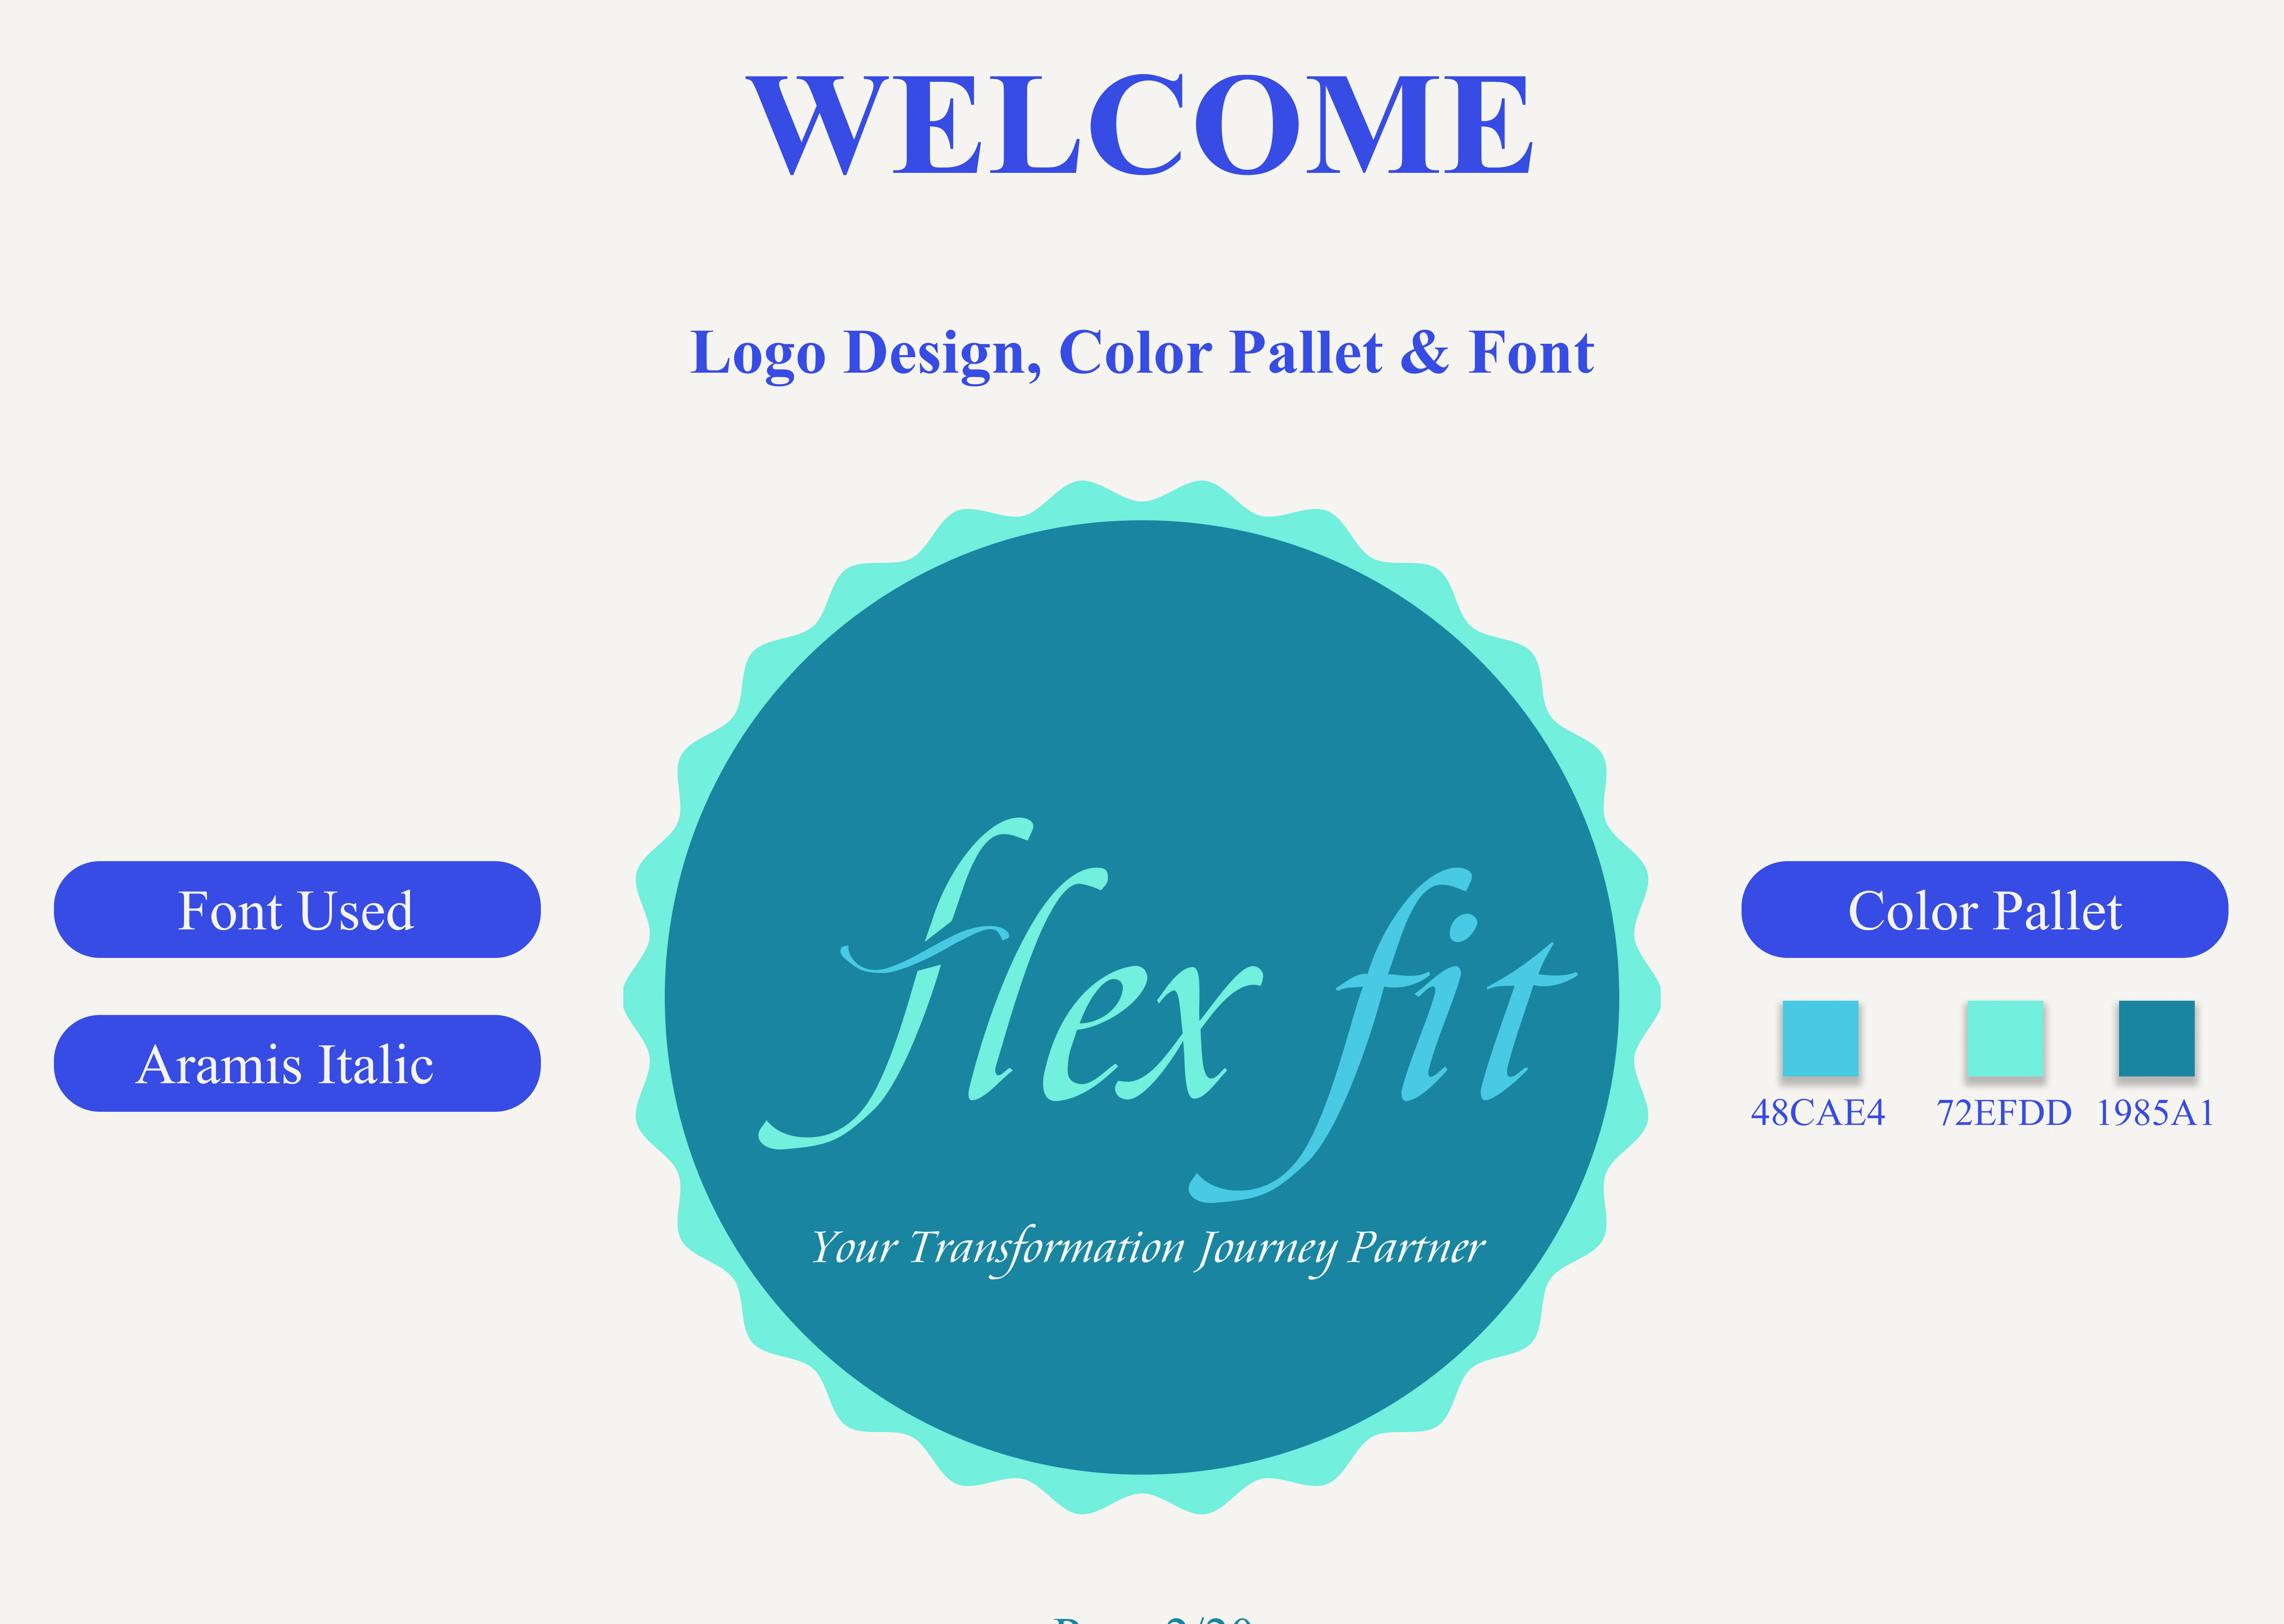 WELCOME
Logo Design, Color Pallet & Font
Font Used
Aramis Italic
flex fit
Your Transformation Journey Partner
Color Pallet
48CAE4 72EFDD 1985A1